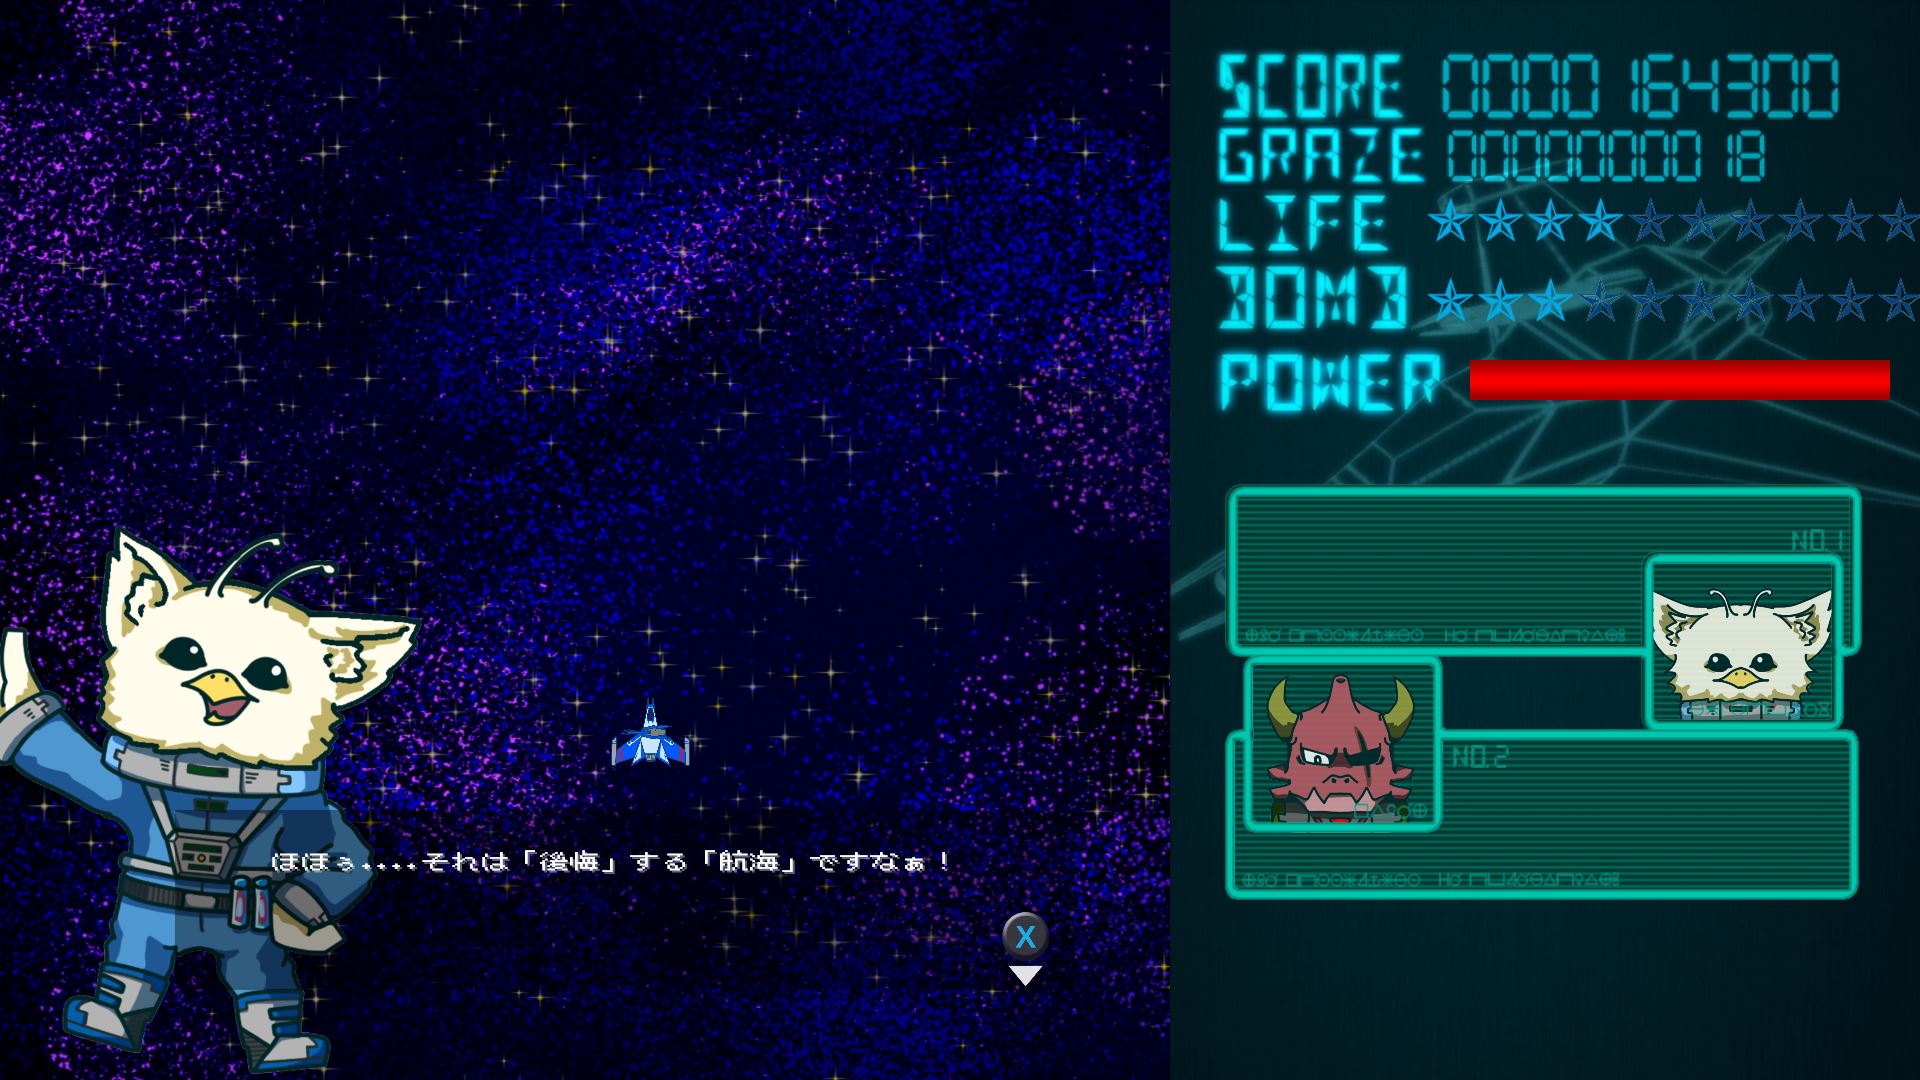 SCORE 0000164300
GRAZE 0000000018
LIFE
BOMB
POWER
NO.1
NO.2
ほほぅ....それは「後悔」する「航海」ですなぁ！
X